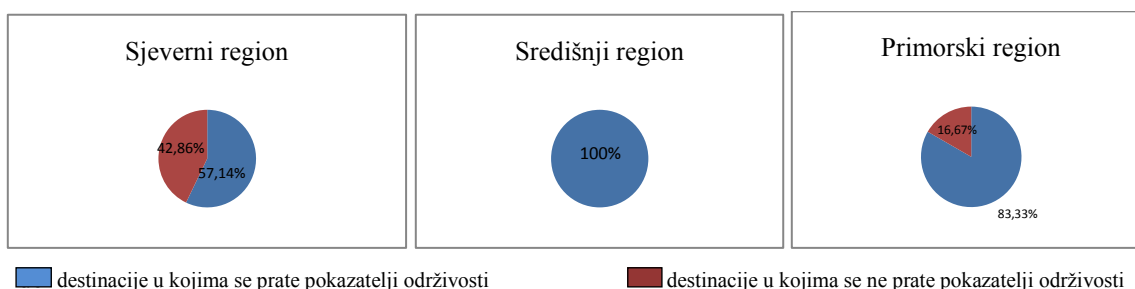 Sjeverni region
42,86%
57,14%
Središnji region
100%
Primorski region
16,67%
83,33%
destinacije u kojima se prate pokazatelji održivosti
destinacije u kojima se ne prate pokazatelji održivosti